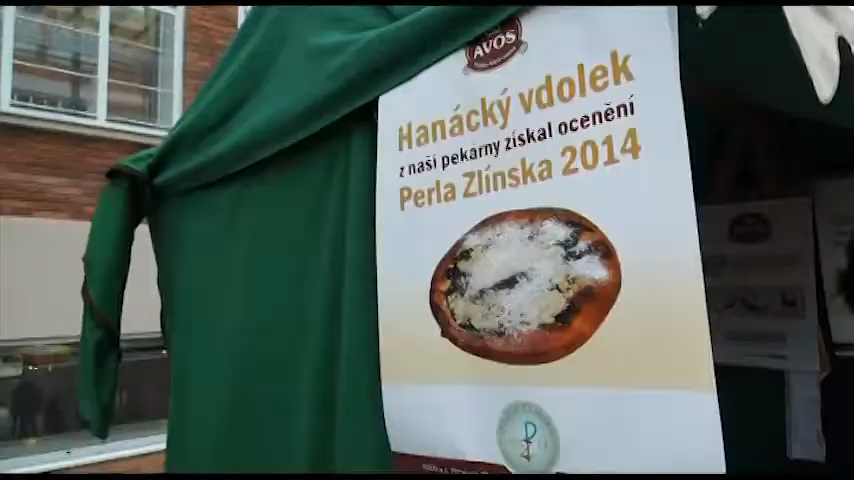 AVOS
Hanácký vdolek
z naší pekárny získal ocenění
Perla Zlínska 2014